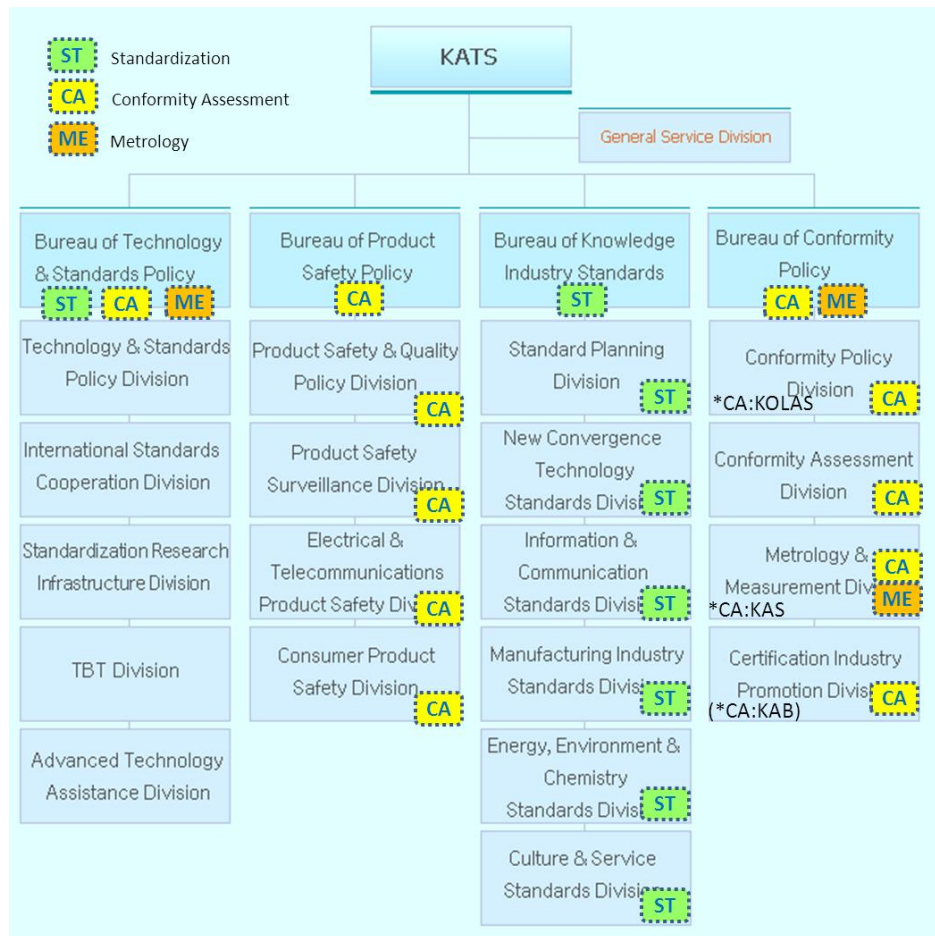 KATS
ST Standardization
CA Conformity Assessment
ME Metrology
General Service Division
Bureau of Technology
& Standards Policy
ST CA ME
Technology & Standards
Policy Division
International Standards
Cooperation Division
Standardization Research
Infrastructure Division
TBT Division
Advanced Technology
Assistance Division
Bureau of Product
Safety Policy
CA
Product Safety & Quality
Policy Division
CA
Product Safety
Surveillance Division
CA
Electrical &
Telecommunications
Product Safety Div
CA
Consumer Product
Safety Division
CA
Bureau of Knowledge
Industry Standards
ST
Standard Planning
Division
ST
New Convergence
Technology
Standards Divisi
ST
Information &
Communication
Standards Divisi
ST
Manufacturing Industry
Standards Divisi
ST
Energy, Environment &
Chemistry
Standards Divisi
ST
Culture & Service
Standards Division
ST
Bureau of Conformity
Policy
CA ME
Conformity Policy
Division
*CA:KOLAS
CA
Conformity Assessment
Division
CA
Metrology &
CA
Measurement Div
ME
*CA:KAS
Certification Industry
Promotion Divisi
CA
(*CA:KAB)